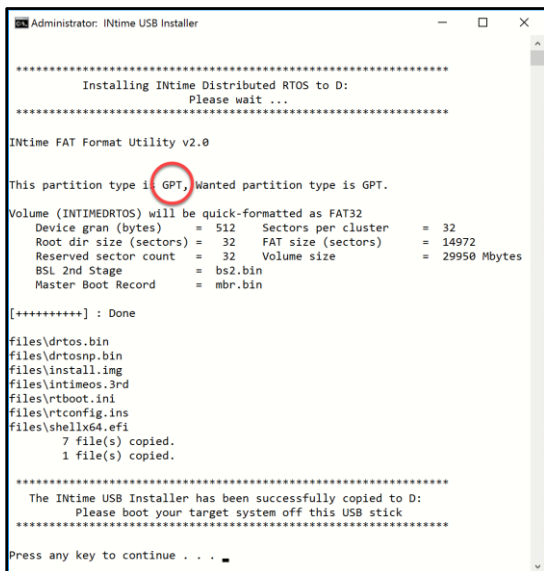 Administrator: INtime USB Installer
*****************************************************************
Installing INtime Distributed RTOS to D:
Please wait ...
*****************************************************************
INtime FAT Format Utility v2.0
This partition type is GPT, Wanted partition type is GPT.
Volume (INTIMEDRTOS) will be quick-formatted as FAT32
Device gran (bytes) = 512 Sectors per cluster = 32
Root dir size (sectors) = 32 FAT size (sectors) = 14972
Reserved sector count = 32 Volume size = 29950 Mbytes
BSL 2nd Stage = bs2.bin
Master Boot Record = mbr.bin
[++++++++++] : Done
files\drtos.bin
files\drtosnp.bin
files\install.img
files\intimeos.3rd
files\rtboot.ini
files\rtconfig.ins
files\shellx64.efi
7 file(s) copied.
1 file(s) copied.
*****************************************************************
The INtime USB Installer has been successfully copied to D:
Please boot your target system off this USB stick
*****************************************************************
Press any key to continue . . .